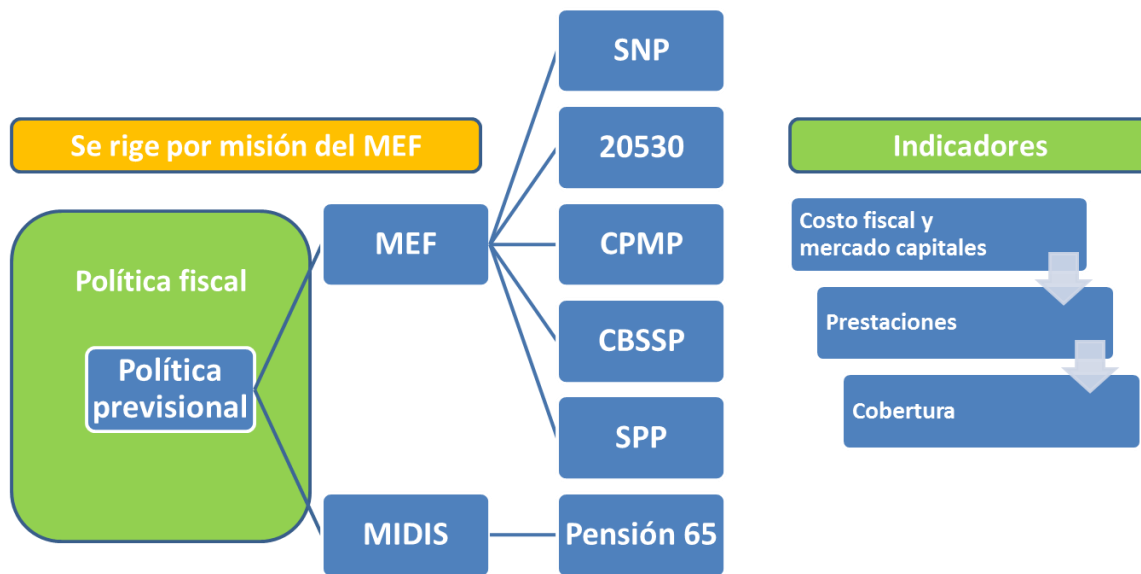 Se rige por misión del MEF
Política fiscal
Política
previsional
MEF
MIDIS
SNP
20530
CPMP
CBSSP
SPP
Pensión 65
Indicadores
Costo fiscal y
mercado capitales
Prestaciones
Cobertura